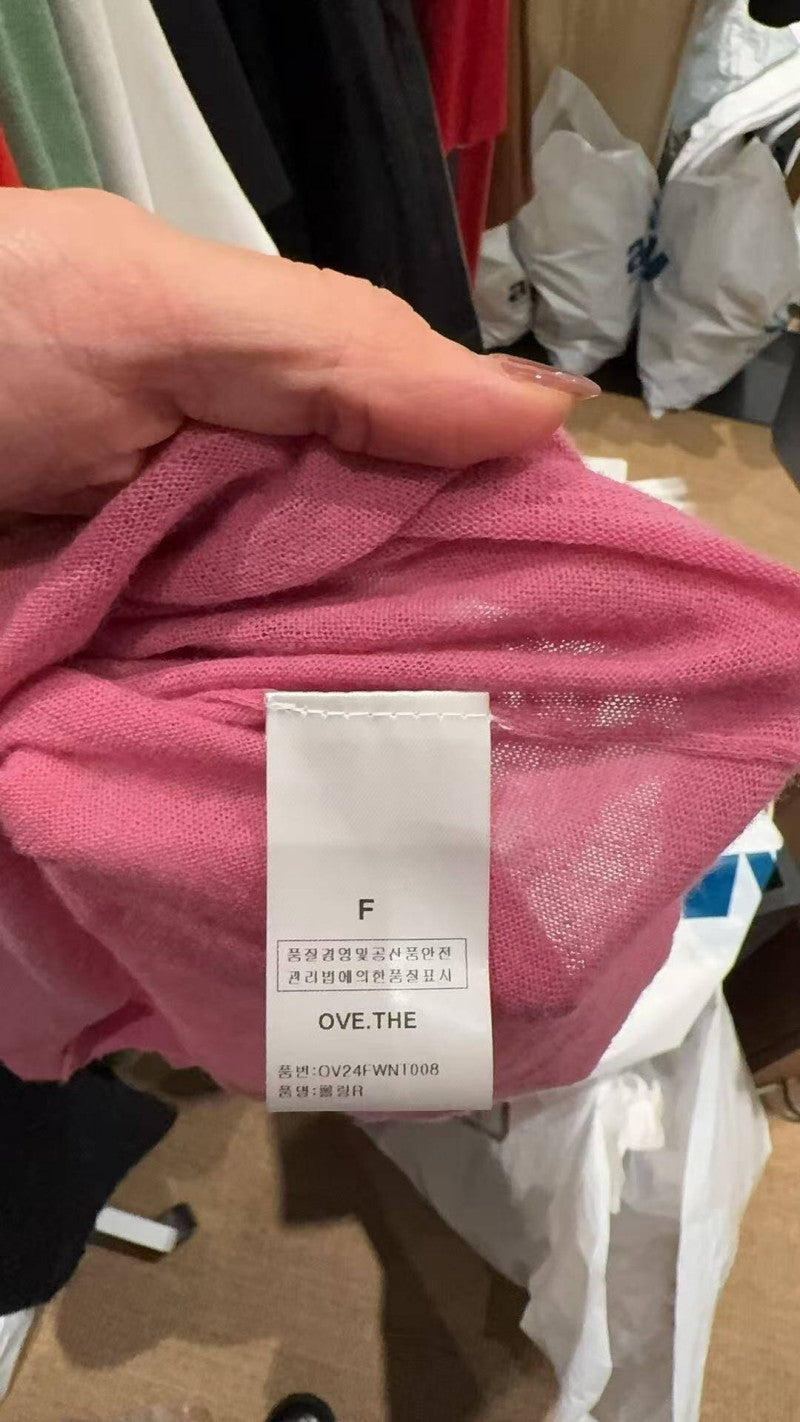 F
품질경영및공산품안전
관리법에의한품질표시
OVE.THE
품번:OV24FWNT008
품명: